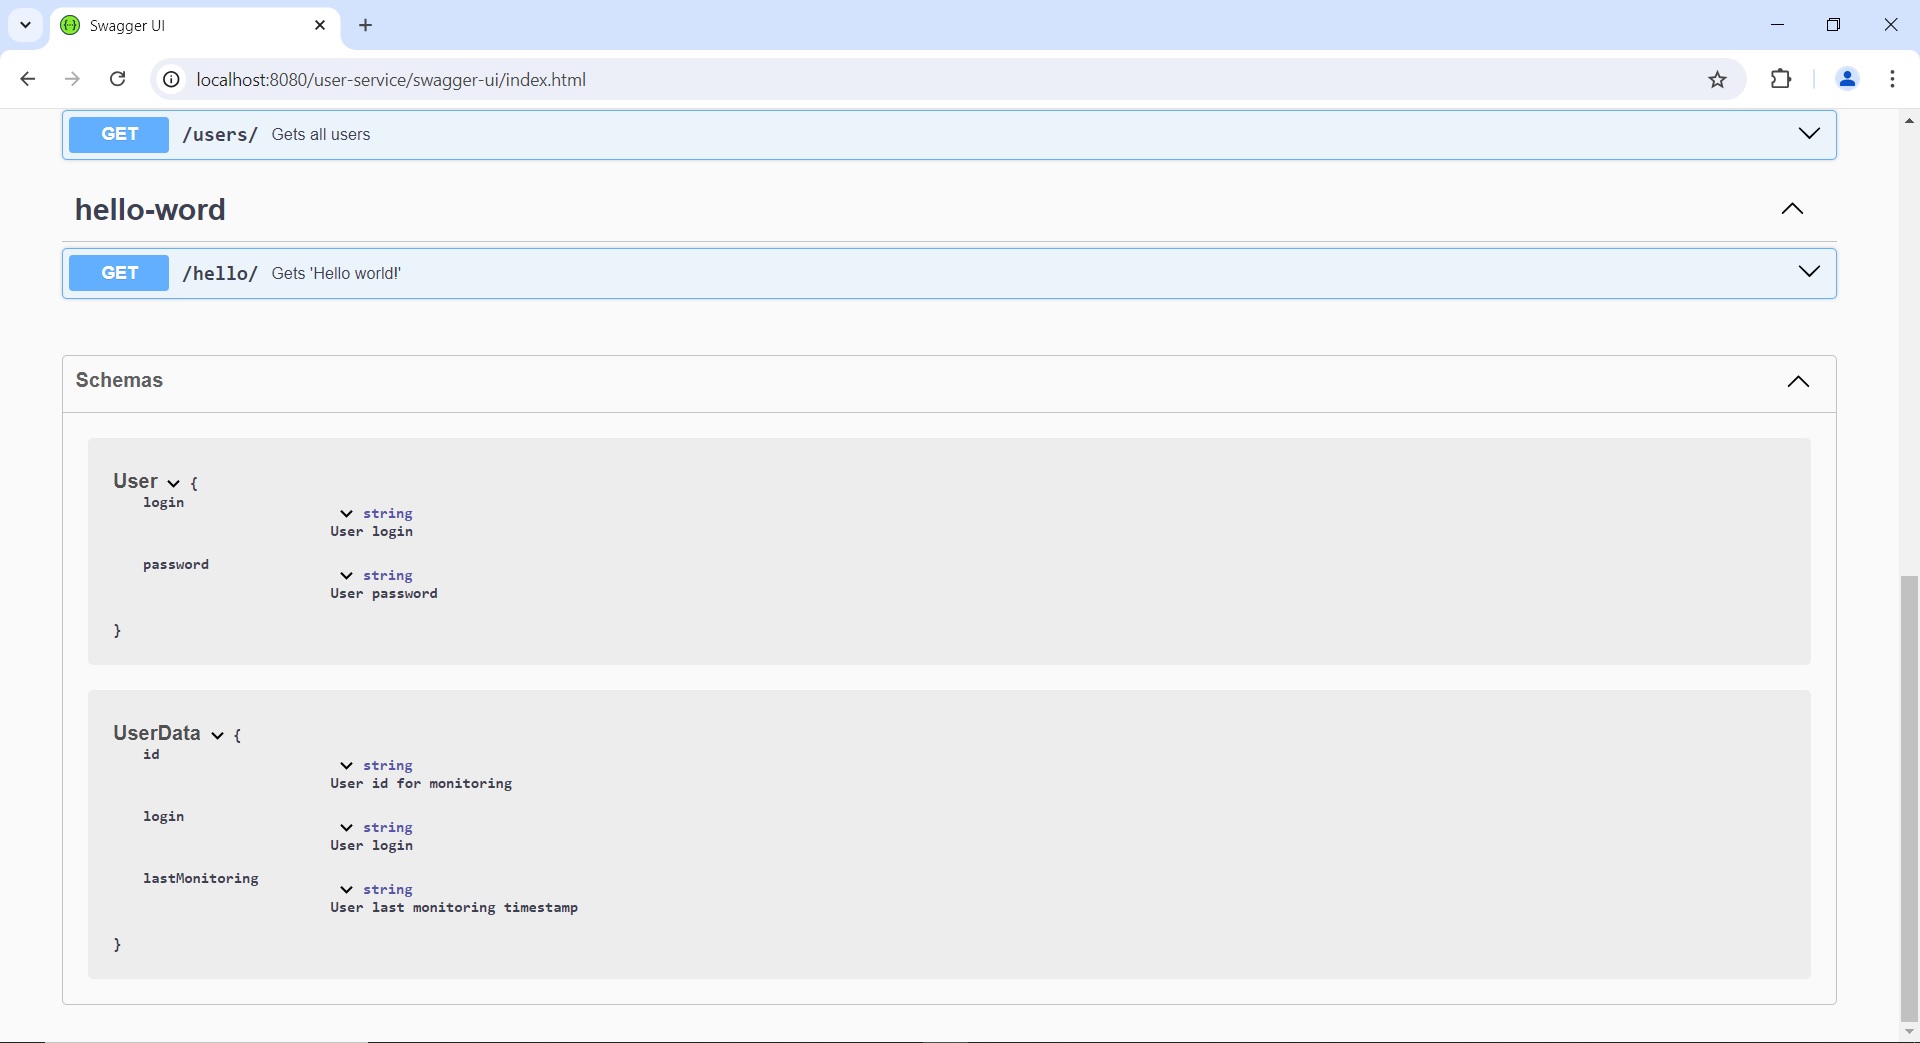 Swagger UI
localhost:8080/user-service/swagger-ui/index.html
GET /users/ Gets all users
hello-word
GET /hello/ Gets 'Hello world!'
Schemas
User {
login
string
User login
password
string
User password
}
UserData {
id
string
User id for monitoring
login
string
User login
lastMonitoring
string
User last monitoring timestamp
}